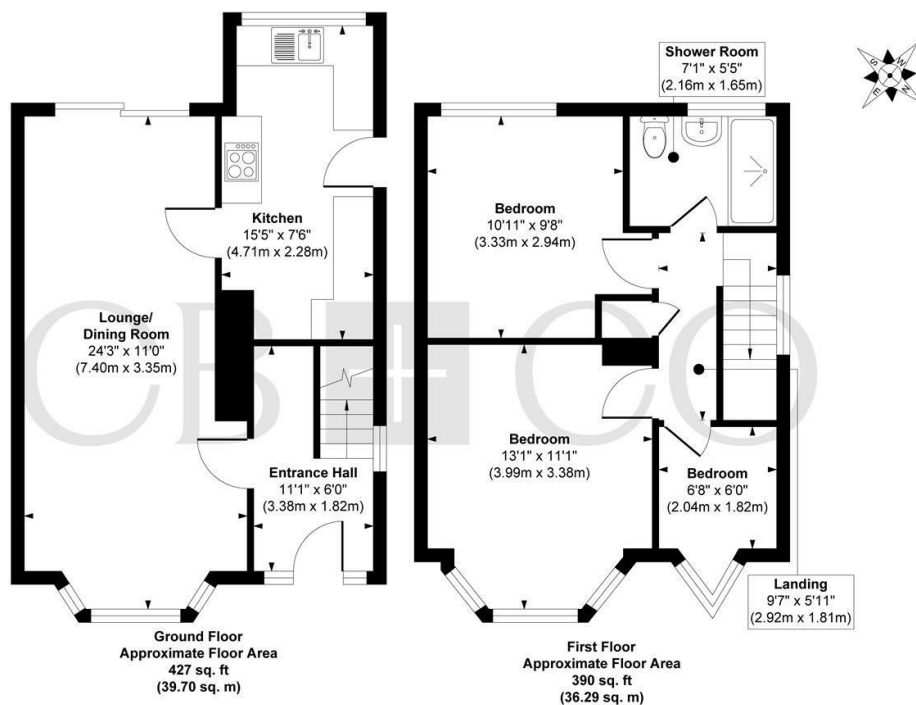 Shower Room
7'1" x 5'5"
(2.16m x 1.65m)
S
W
E
N
Bedroom
10'11" x 9'8"
(3.33m x 2.94m)
Kitchen
15'5" x 7'6"
(4.71m x 2.28m)
Lounge/
Dining Room
24'3" x 11'0"
(7.40m x 3.35m)
CB + CO
Entrance Hall
11'1" x 6'0"
(3.38m x 1.82m)
Bedroom
13'1" x 11'1"
(3.99m x 3.38m)
Bedroom
6'8" x 6'0"
(2.04m x 1.82m)
Landing
9'7" x 5'11"
(2.92m x 1.81m)
Ground Floor
Approximate Floor Area
427 sq. ft
(39.70 sq. m)
First Floor
Approximate Floor Area
390 sq. ft
(36.29 sq. m)